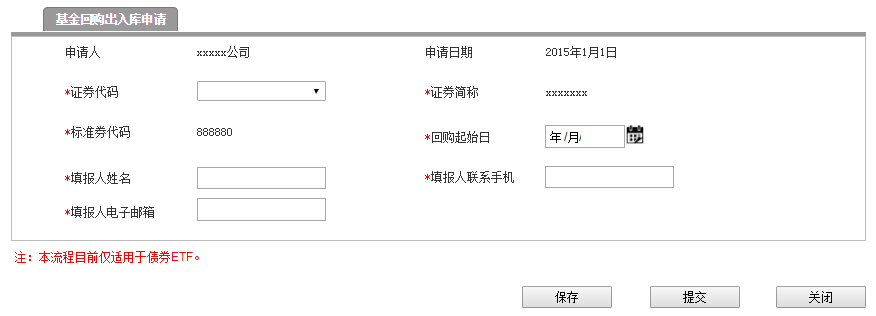 基金回购出入库申请
申请人 xxxxx公司 申请日期 2015年1月1日
*证券代码 *证券简称 xxxxxxx
*标准券代码 888880 *回购起始日 年 /月/
*填报人姓名 *填报人联系手机
*填报人电子邮箱
注：本流程目前仅适用于债券ETF。
保存 提交 关闭